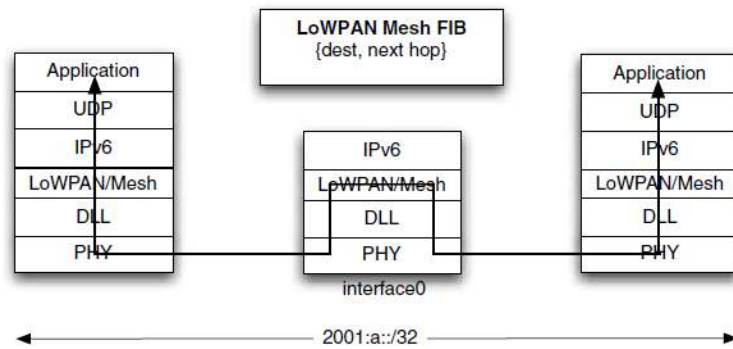 LoWPAN Mesh FIB
{dest, next hop}
Application
UDP
IPv6
LoWPAN/Mesh
DLL
PHY
IPv6
LoWPAN/Mesh
DLL
PHY
interface0
Application
UDP
IPv6
LoWPAN/Mesh
DLL
PHY
2001:a::/32